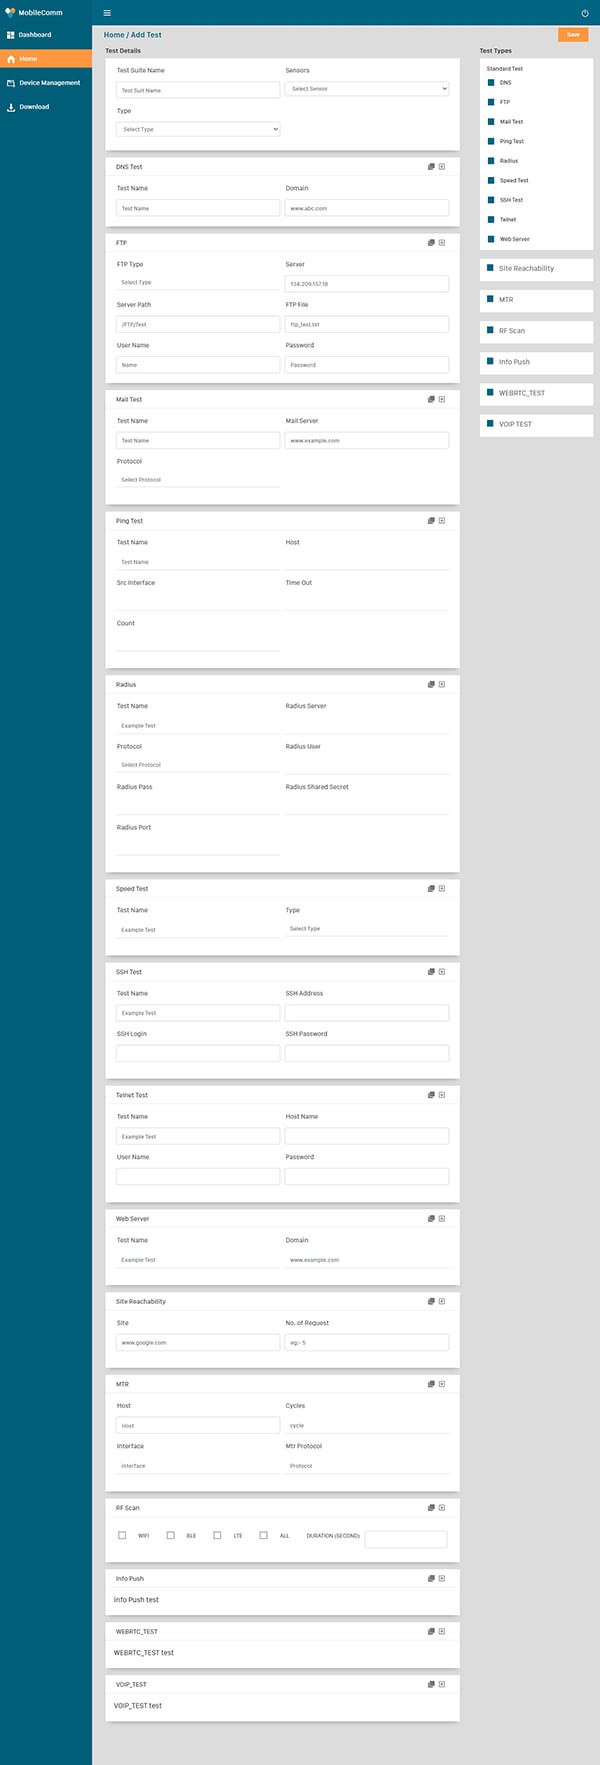 MobileComm
Dashboard
Home
Device Management
Download
Home / Add Test
Save
Test Details
Test Suite Name
Sensors
Test Suit Name
Select Sensor
Type
Select Type
DNS Test
Test Name
Domain
Test Name
www.abc.com
FTP
FTP Type
Server
Select Type
134.209.157.18
Server Path
FTP File
/FTP/Test
ftp_test.txt
User Name
Password
Name
Password
Mail Test
Test Name
Mail Server
Test Name
www.example.com
Protocol
Select Protocol
Ping Test
Test Name
Host
Test Name
Src Interface
Time Out
Count
Radius
Test Name
Radius Server
Example Test
Protocol
Radius User
Select Protocol
Radius Pass
Radius Shared Secret
Radius Port
Speed Test
Test Name
Type
Example Test
Select Type
SSH Test
Test Name
SSH Address
Example Test
SSH Login
SSH Password
Telnet Test
Test Name
Host Name
Example Test
User Name
Password
Web Server
Test Name
Domain
Example Test
www.example.com
Site Reachability
Site
No. of Request
www.google.com
eg:- 5
MTR
Host
Cycles
Host
cycle
Interface
Mtr Protocol
interface
Protocol
RF Scan
WIFI
BLE
LTE
ALL
DURATION (SECOND)
Info Push
info Push test
WEBRTC_TEST
WEBRTC_TEST test
VOIP_TEST
VOIP_TEST test
Test Types
Standard Test
DNS
FTP
Mail Test
Ping Test
Radius
Speed Test
SSH Test
Telnet
Web Server
Site Reachability
MTR
RF Scan
Info Push
WEBRTC_TEST
VOIP TEST